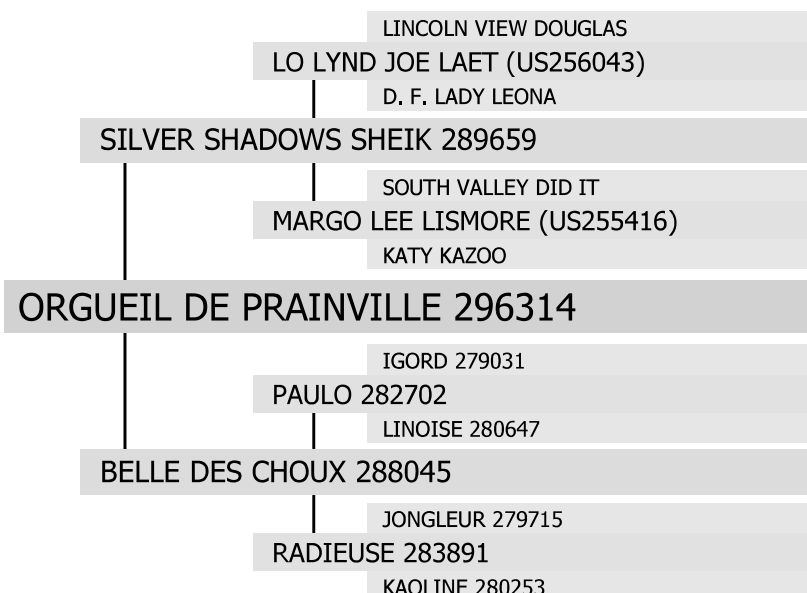 LINCOLN VIEW DOUGLAS
LO LYND JOE LAET (US256043)
D. F. LADY LEONA
SILVER SHADOWS SHEIK 289659
SOUTH VALLEY DID IT
MARGO LEE LISMORE (US255416)
KATY KAZOO
ORGUEIL DE PRAINVILLE 296314
IGORD 279031
PAULO 282702
LINOISE 280647
BELLE DES CHOUX 288045
JONGLEUR 279715
RADIEUSE 283891
KAOLINE 280253